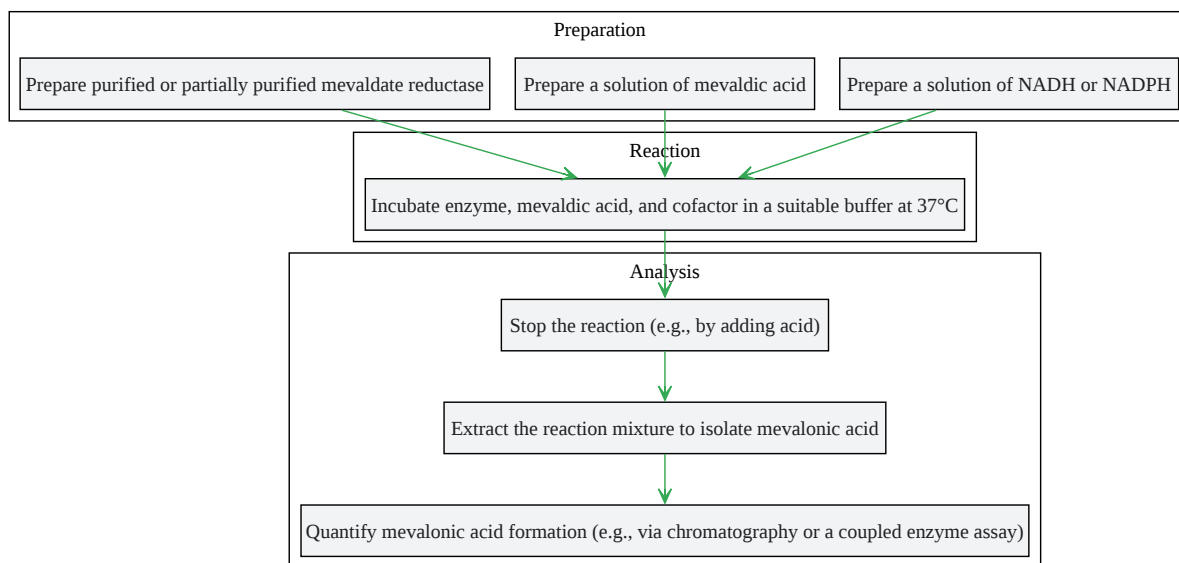 Preparation
Prepare purified or partially purified mevaldate reductase
Prepare a solution of mevaldic acid
Prepare a solution of NADH or NADPH
Reaction
Incubate enzyme, mevaldic acid, and cofactor in a suitable buffer at 37°C
Analysis
Stop the reaction (e.g., by adding acid)
Extract the reaction mixture to isolate mevalonic acid
Quantify mevalonic acid formation (e.g., via chromatography or a coupled enzyme assay)